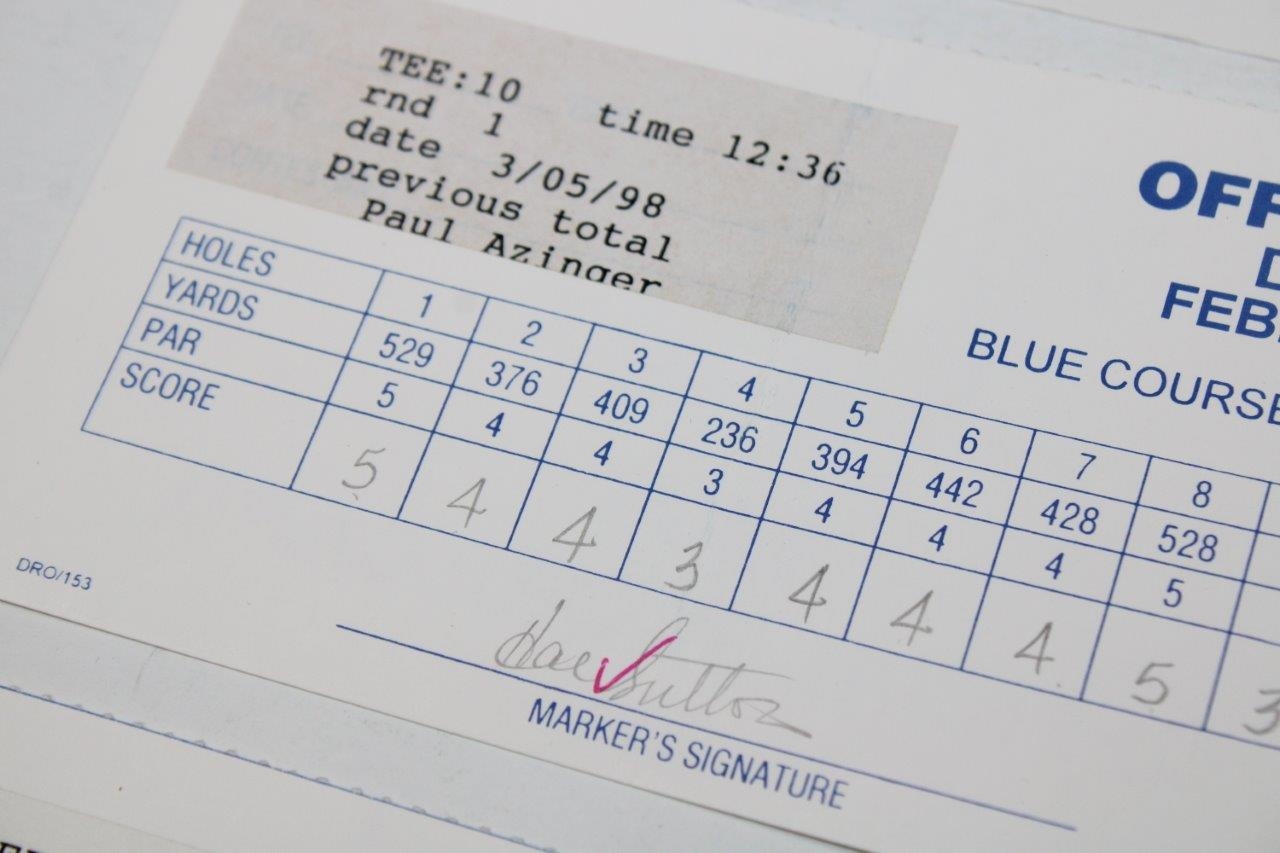 TEE:10 time 12:36
rnd 1
date 3/05/98
previous total
Paul Azinger
OFF
D
FEB
BLUE COURSE
HOLES 1 2 3 4 5 6 7 8
YARDS 529 376 409 236 394 442 428 528
PAR 5 4 4 3 4 4 4 5
SCORE 5 4 4 3 4 4 4 5 3
DRO/153
Hal Sutton
MARKER'S SIGNATURE